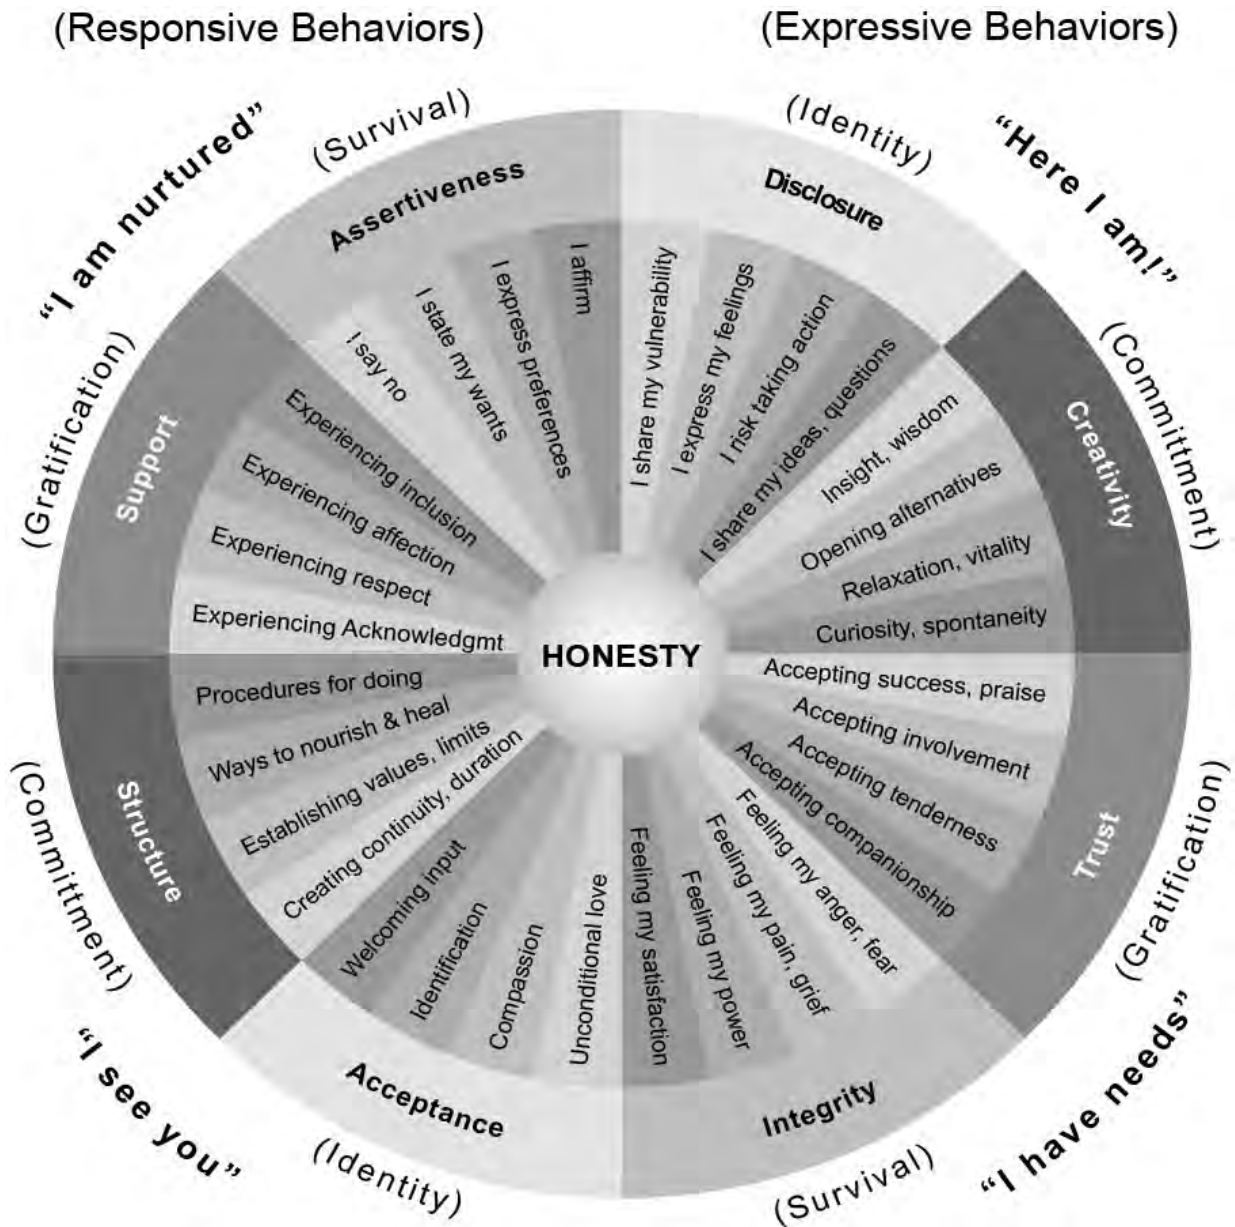 (Responsive Behaviors)
(Expressive Behaviors)
“I am nurtured”
(Survival)
(Identity)
“Here I am!”
Assertiveness
Disclosure
I say no
I state my wants
I express preferences
I affirm
I share my vulnerability
I express my feelings
I risk taking action
I share my ideas, questions
(Gratification)
Support
Experiencing inclusion
Experiencing affection
Experiencing respect
Experiencing Acknowledgmt
(Committment)
Creativity
Insight, wisdom
Opening alternatives
Relaxation, vitality
Curiosity, spontaneity
HONESTY
Procedures for doing
Ways to nourish & heal
Establishing values, limits
Creating continuity, duration
Structure
(Committment)
Accepting success, praise
Accepting involvement
Accepting tenderness
Accepting companionship
Trust
(Gratification)
Welcoming input
Identification
Compassion
Unconditional love
Acceptance
(Identity)
“I see you”
Feeling my satisfaction
Feeling my power
Feeling my pain, grief
Feeling my anger, fear
Integrity
(Survival)
“I have needs”